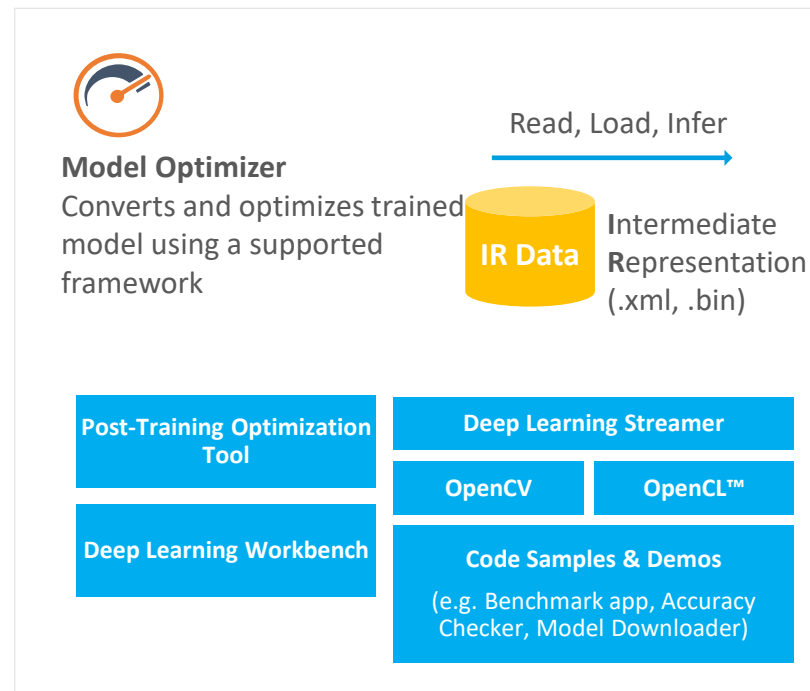 Model Optimizer
Converts and optimizes trained
model using a supported
framework
Read, Load, Infer
IR Data
Intermediate
Representation
(.xml, .bin)
Post-Training Optimization
Tool
Deep Learning Workbench
Deep Learning Streamer
OpenCV
OpenCL™
Code Samples & Demos
(e.g. Benchmark app, Accuracy
Checker, Model Downloader)